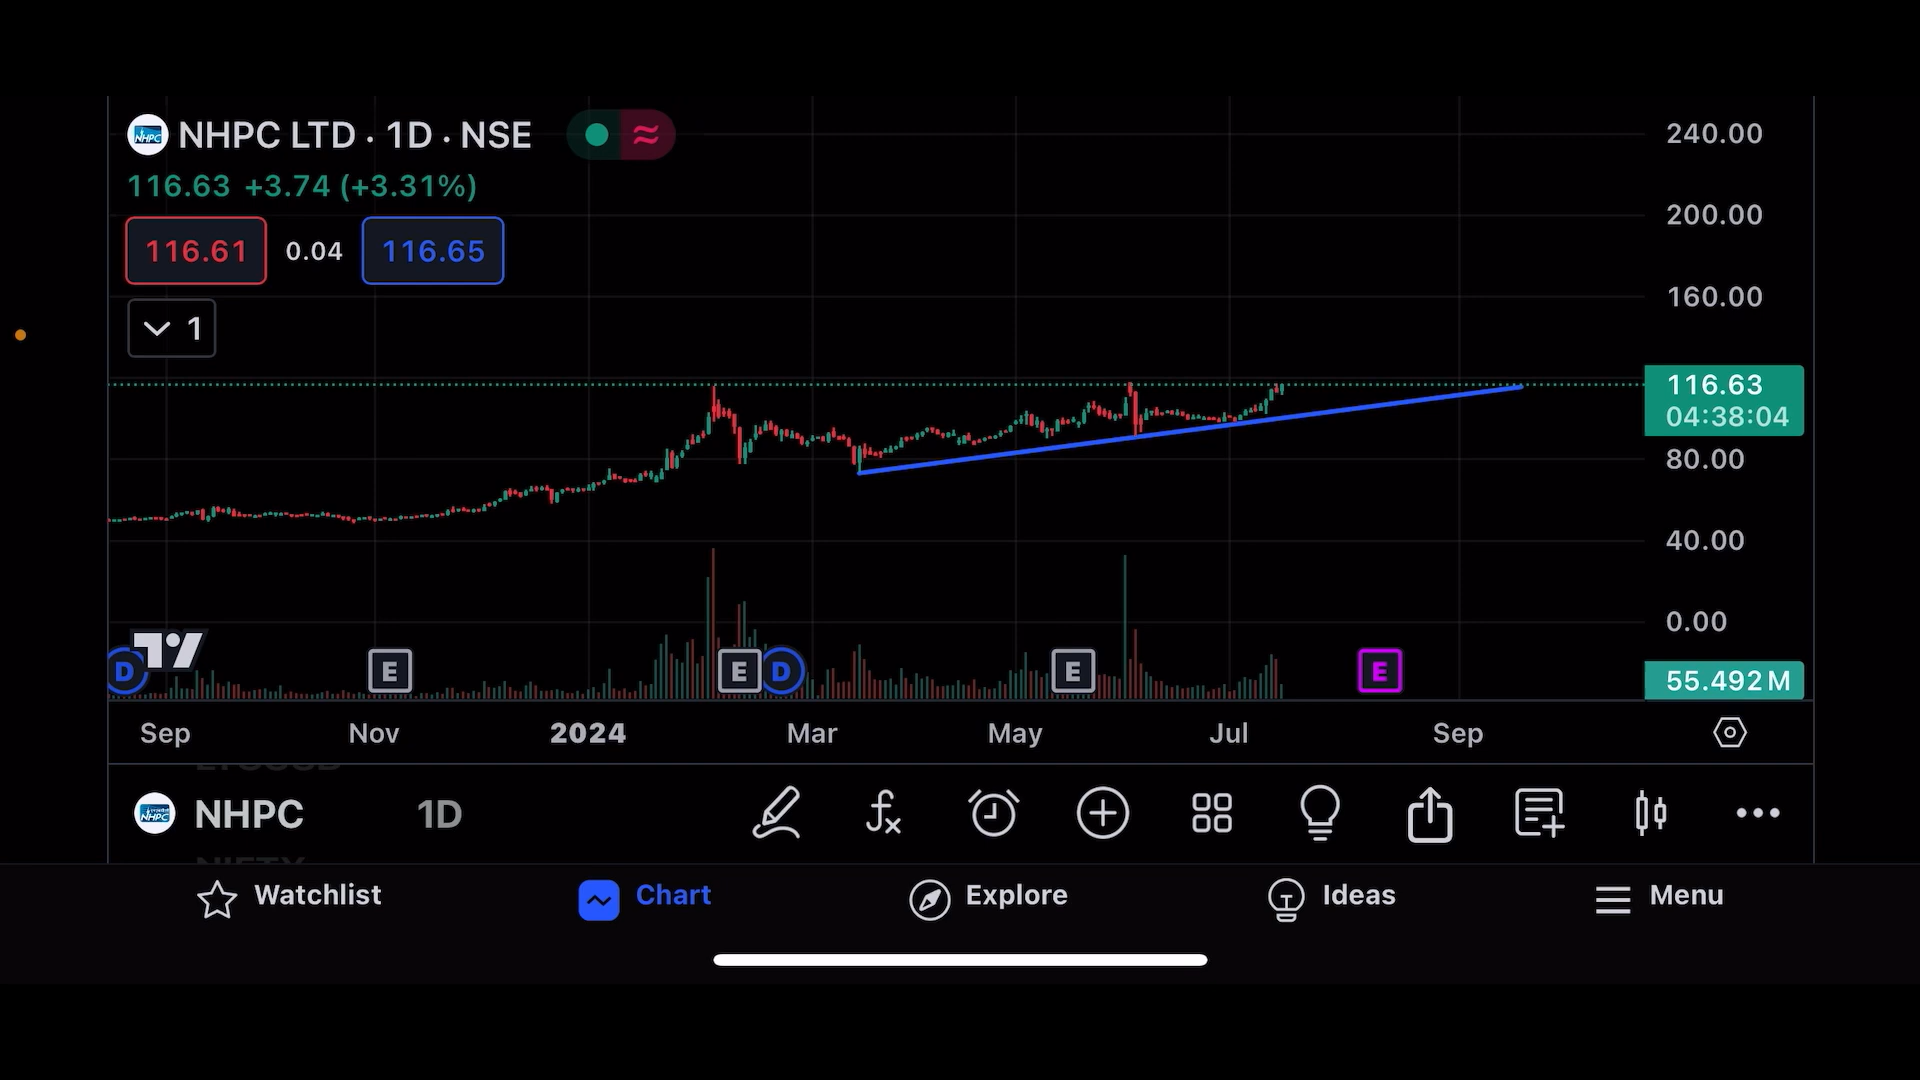 NHPC LTD · 1D · NSE
116.63 +3.74 (+3.31%)
116.61 0.04 116.65
1
240.00
200.00
160.00
116.63
04:38:04
80.00
40.00
0.00
55.492 M
D E E D E E
Sep Nov 2024 Mar May Jul Sep
NHPC 1D
Watchlist Chart Explore Ideas Menu